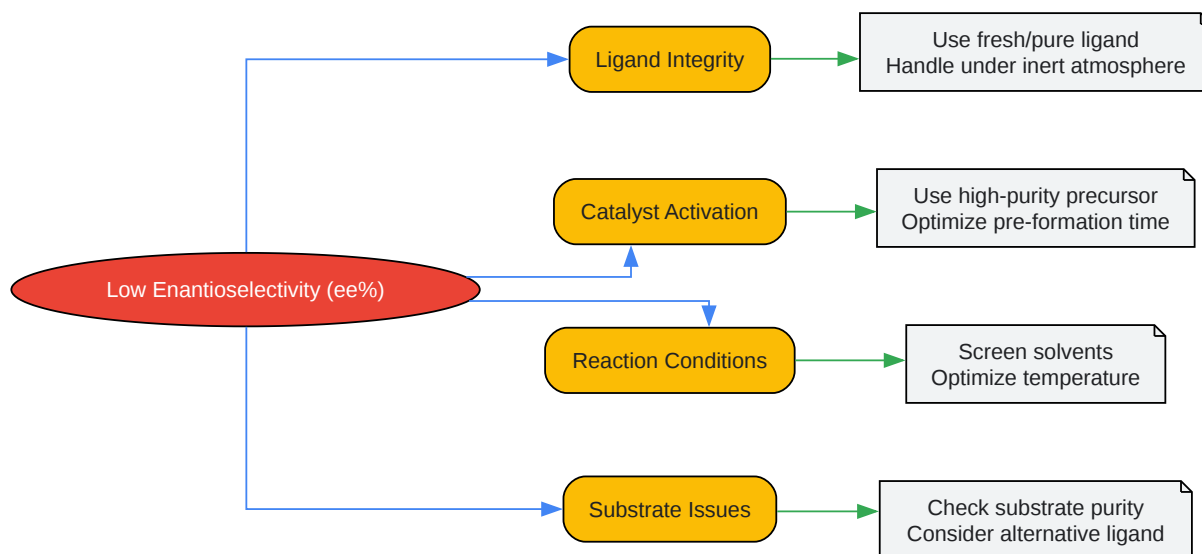 Ligand Integrity
Use fresh/pure ligand
Handle under inert atmosphere
Catalyst Activation
Use high-purity precursor
Optimize pre-formation time
Low Enantioselectivity (ee%)
Reaction Conditions
Screen solvents
Optimize temperature
Substrate Issues
Check substrate purity
Consider alternative ligand